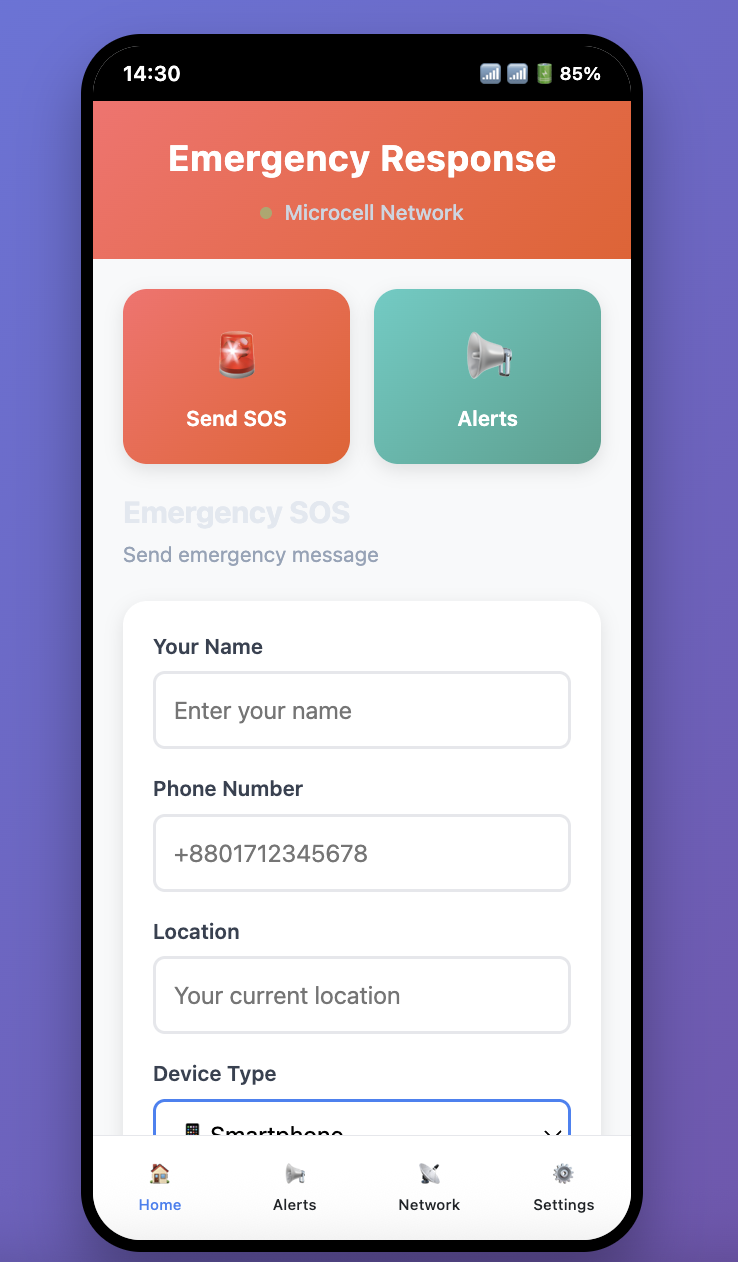 14:30
85%
Emergency Response
Microcell Network
Send SOS
Alerts
Emergency SOS
Send emergency message
Your Name
Enter your name
Phone Number
+8801712345678
Location
Your current location
Device Type
Smartphone
Home
Alerts
Network
Settings